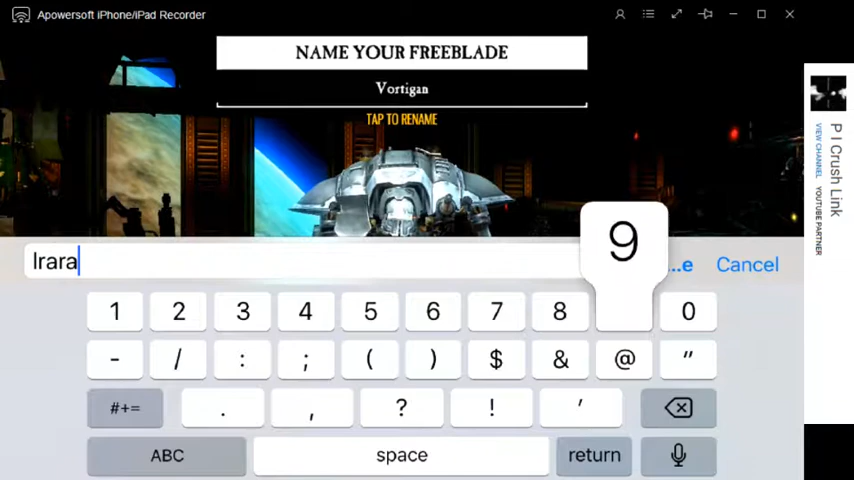 Apowersoft iPhone/iPad Recorder
NAME YOUR FREEBLADE
Vortigan
TAP TO RENAME
Irara
...e
Cancel
9
1 2 3 4 5 6 7 8 0
- / : ; ( ) $ & @ "
#+= . , ? ! '
ABC space return
P I Crush Link
VIEW CHANNEL YOUTUBE PARTNER